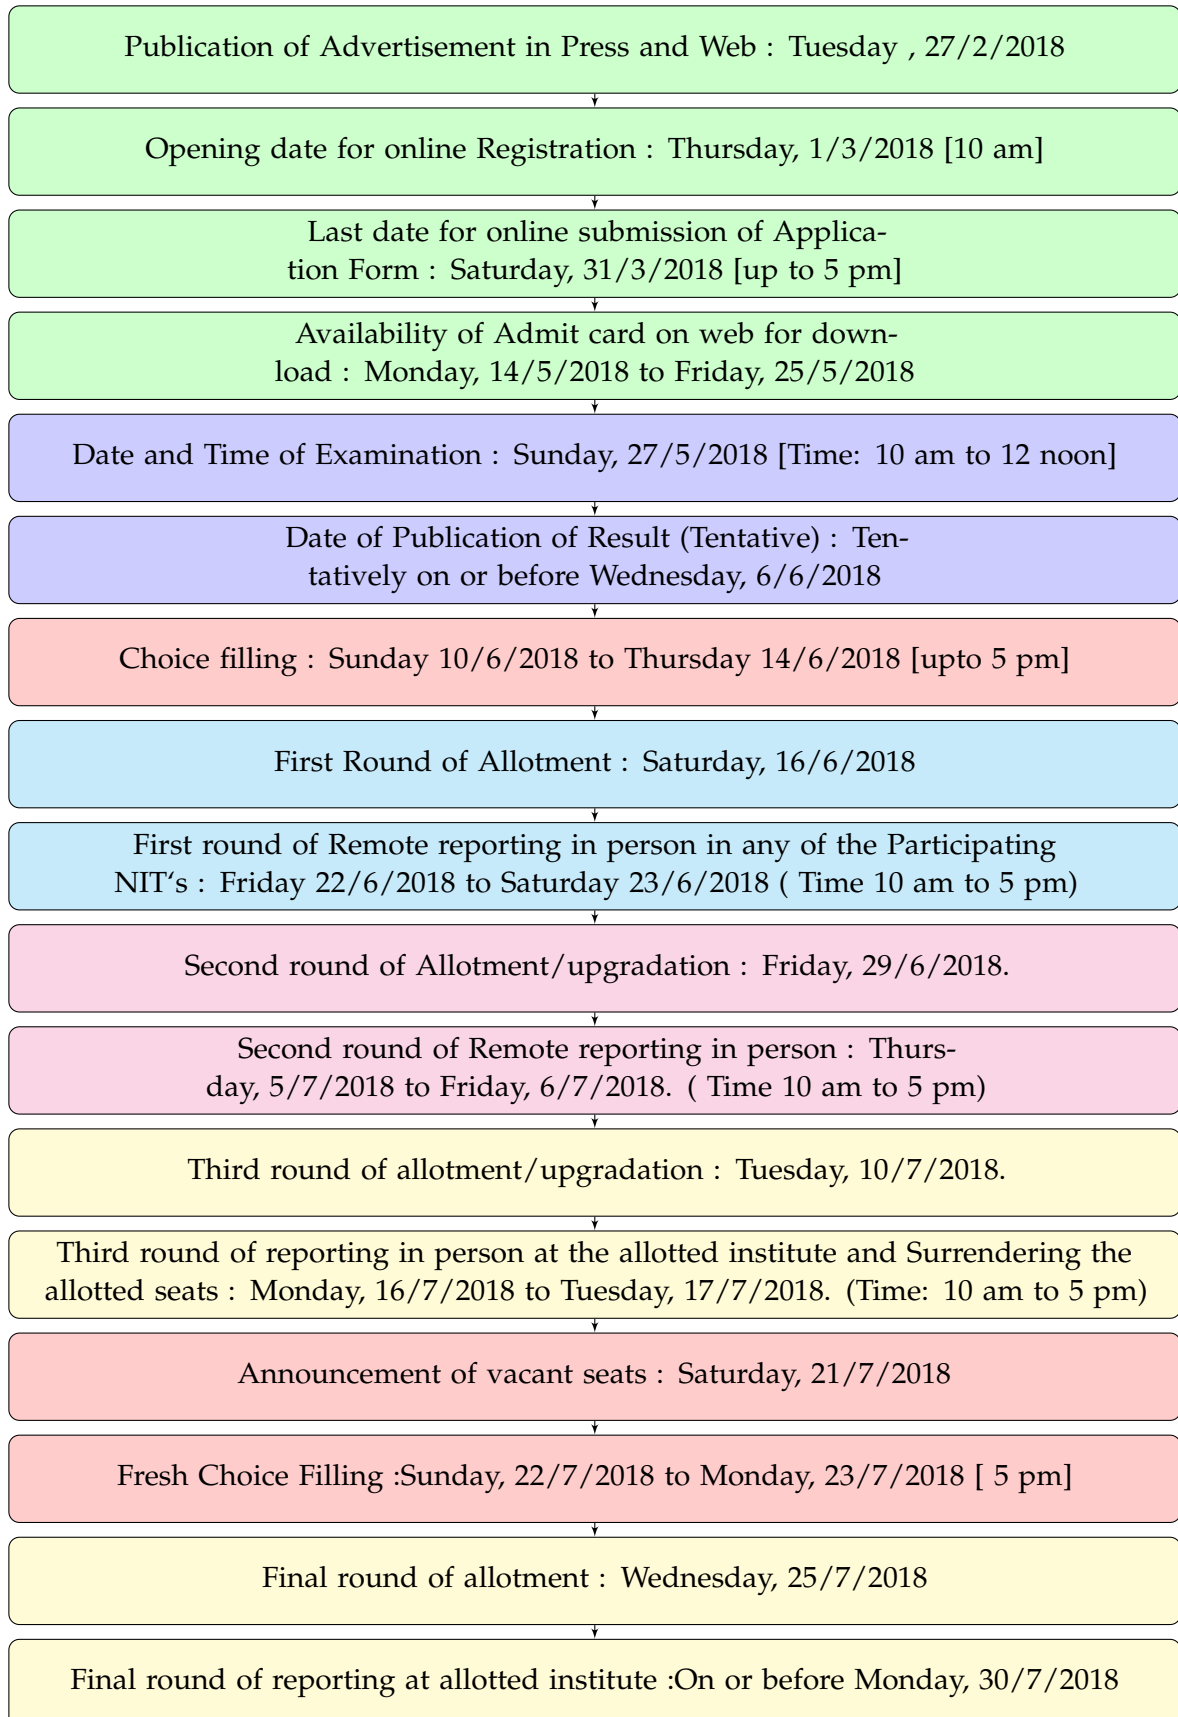 Publication of Advertisement in Press and Web : Tuesday , 27/2/2018
Opening date for online Registration : Thursday, 1/3/2018 [10 am]
Last date for online submission of Applica-
tion Form : Saturday, 31/3/2018 [up to 5 pm]
Availability of Admit card on web for down-
load : Monday, 14/5/2018 to Friday, 25/5/2018
Date and Time of Examination : Sunday, 27/5/2018 [Time: 10 am to 12 noon]
Date of Publication of Result (Tentative) : Ten-
tatively on or before Wednesday, 6/6/2018
Choice filling : Sunday 10/6/2018 to Thursday 14/6/2018 [upto 5 pm]
First Round of Allotment : Saturday, 16/6/2018
First round of Remote reporting in person in any of the Participating
NIT‘s : Friday 22/6/2018 to Saturday 23/6/2018 ( Time 10 am to 5 pm)
Second round of Allotment/upgradation : Friday, 29/6/2018.
Second round of Remote reporting in person : Thurs-
day, 5/7/2018 to Friday, 6/7/2018. ( Time 10 am to 5 pm)
Third round of allotment/upgradation : Tuesday, 10/7/2018.
Third round of reporting in person at the allotted institute and Surrendering the
allotted seats : Monday, 16/7/2018 to Tuesday, 17/7/2018. (Time: 10 am to 5 pm)
Announcement of vacant seats : Saturday, 21/7/2018
Fresh Choice Filling :Sunday, 22/7/2018 to Monday, 23/7/2018 [ 5 pm]
Final round of allotment : Wednesday, 25/7/2018
Final round of reporting at allotted institute :On or before Monday, 30/7/2018